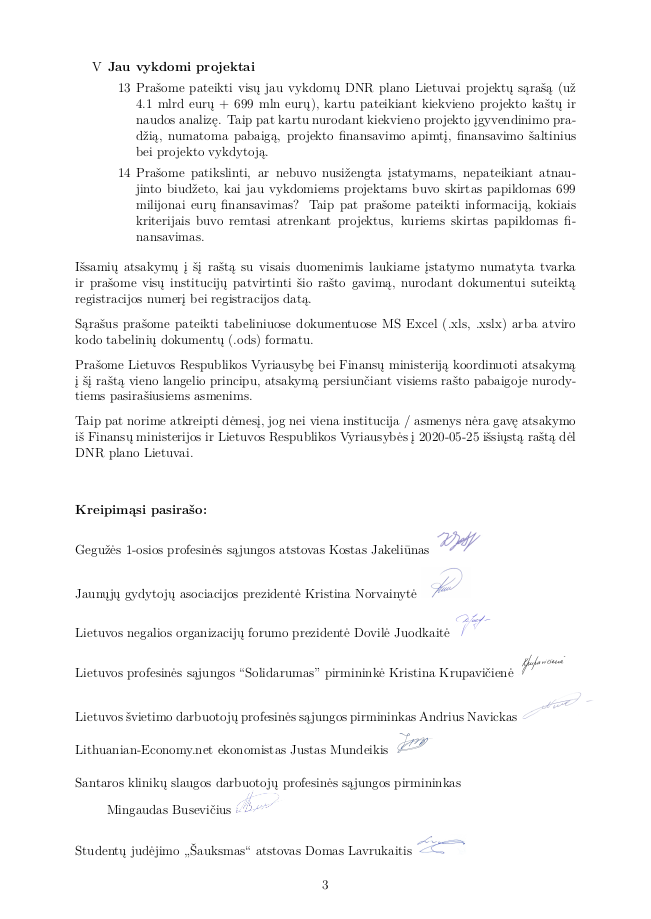 V Jau vykdomi projektai
13 Prašome pateikti visų jau vykdomų DNR plano Lietuvai projektų sąrašą (už
4.1 mlrd eurų + 699 mln eurų), kartu pateikiant kiekvieno projekto kaštų ir
naudos analizę. Taip pat kartu nurodant kiekvieno projekto įgyvendinimo pra-
džią, numatoma pabaigą, projekto finansavimo apimtį, finansavimo šaltinius
bei projekto vykdytoją.
14 Prašome patikslinti, ar nebuvo nusižengta įstatymams, nepateikiant atnau-
jinto biudžeto, kai jau vykdomiems projektams buvo skirtas papildomas 699
milijonai eurų finansavimas? Taip pat prašome pateikti informaciją, kokiais
kriterijais buvo remtasi atrenkant projektus, kuriems skirtas papildomas fi-
nansavimas.
Išsamių atsakymų į šį raštą su visais duomenimis laukiame įstatymo numatyta tvarka
ir prašome visų institucijų patvirtinti šio rašto gavimą, nurodant dokumentui suteiktą
registracijos numerį bei registracijos datą.
Sąrašus prašome pateikti tabeliniuose dokumentuose MS Excel (.xls, .xslx) arba atviro
kodo tabelinių dokumentų (.ods) formatu.
Prašome Lietuvos Respublikos Vyriausybę bei Finansų ministeriją koordinuoti atsakymą
į šį raštą vieno langelio principu, atsakymą persiunčiant visiems rašto pabaigoje nurody-
tiems pasirašiusiems asmenims.
Taip pat norime atkreipti dėmesį, jog nei viena institucija / asmenys nėra gavę atsakymo
iš Finansų ministerijos ir Lietuvos Respublikos Vyriausybės į 2020-05-25 išsiųstą raštą dėl
DNR plano Lietuvai.
Kreipimąsi pasirašo:
Gegužės 1-osios profesinės sąjungos atstovas Kostas Jakeliūnas
Jaunųjų gydytojų asociacijos prezidentė Kristina Norvainytė
Lietuvos negalios organizacijų forumo prezidentė Dovilė Juodkaitė
Lietuvos profesinės sąjungos “Solidarumas” pirmininkė Kristina Krupavičienė
Lietuvos švietimo darbuotojų profesinės sąjungos pirmininkas Andrius Navickas
Lithuanian-Economy.net ekonomistas Justas Mundeikis
Santaros klinikų slaugos darbuotojų profesinės sąjungos pirmininkas
Mingaudas Busevičius
Studentų judėjimo „Šauksmas“ atstovas Domas Lavrukaitis
3